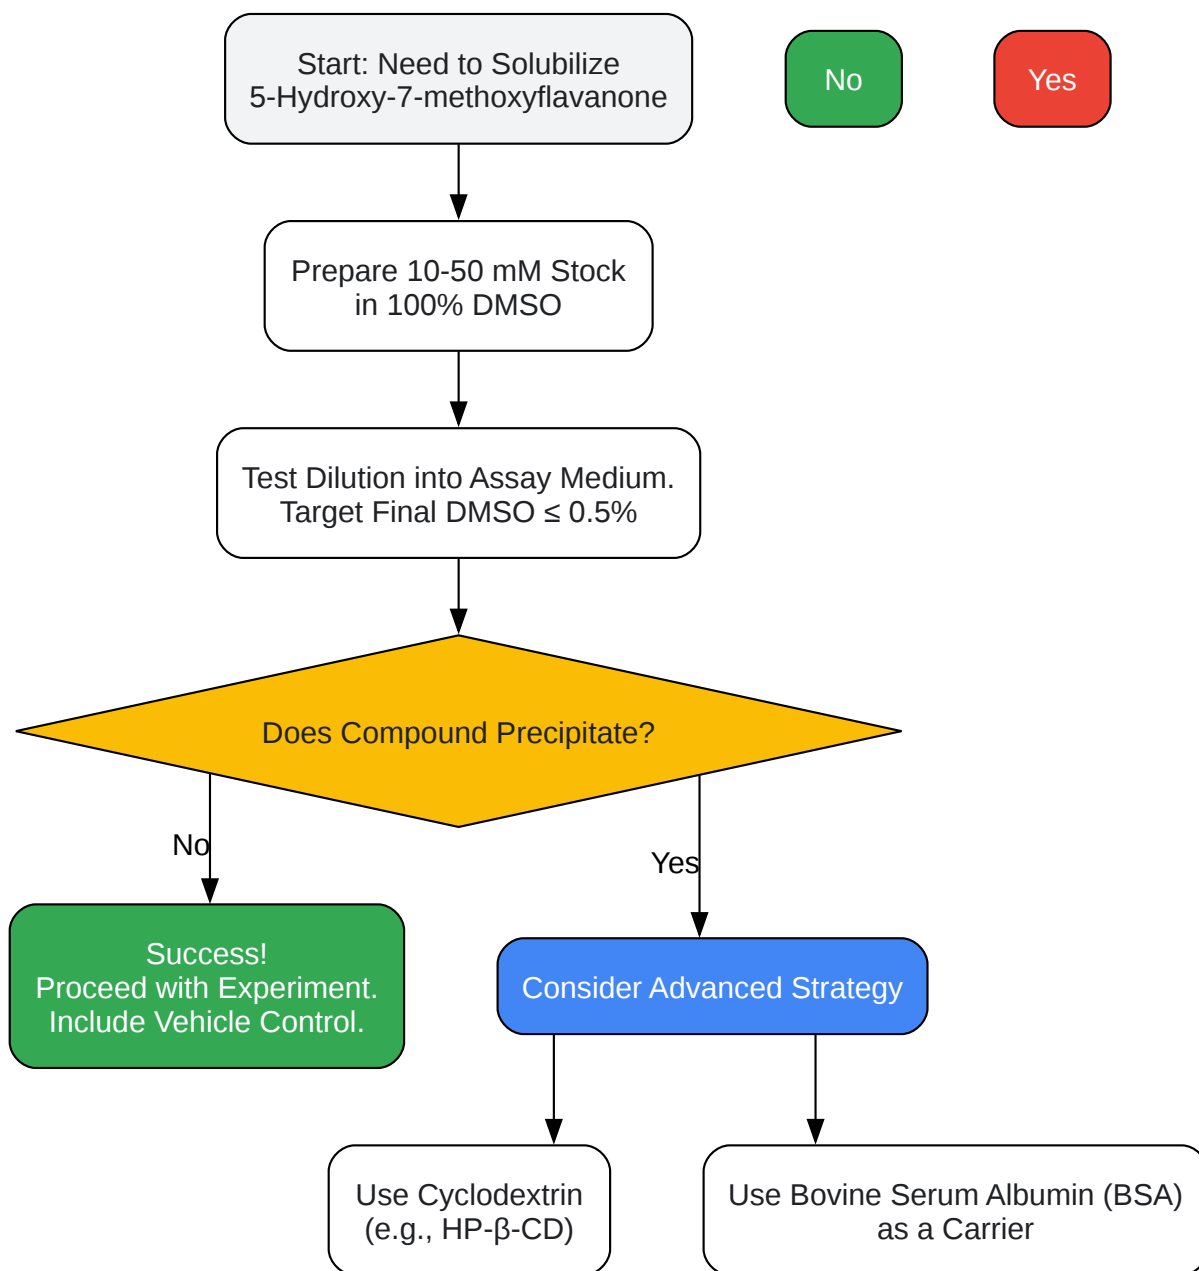 Start: Need to Solubilize
5-Hydroxy-7-methoxyflavanone
No
Yes
Prepare 10-50 mM Stock
in 100% DMSO
Test Dilution into Assay Medium.
Target Final DMSO ≤ 0.5%
Does Compound Precipitate?
No
Yes
Success!
Proceed with Experiment.
Include Vehicle Control.
Consider Advanced Strategy
Use Cyclodextrin
(e.g., HP-β-CD)
Use Bovine Serum Albumin (BSA)
as a Carrier